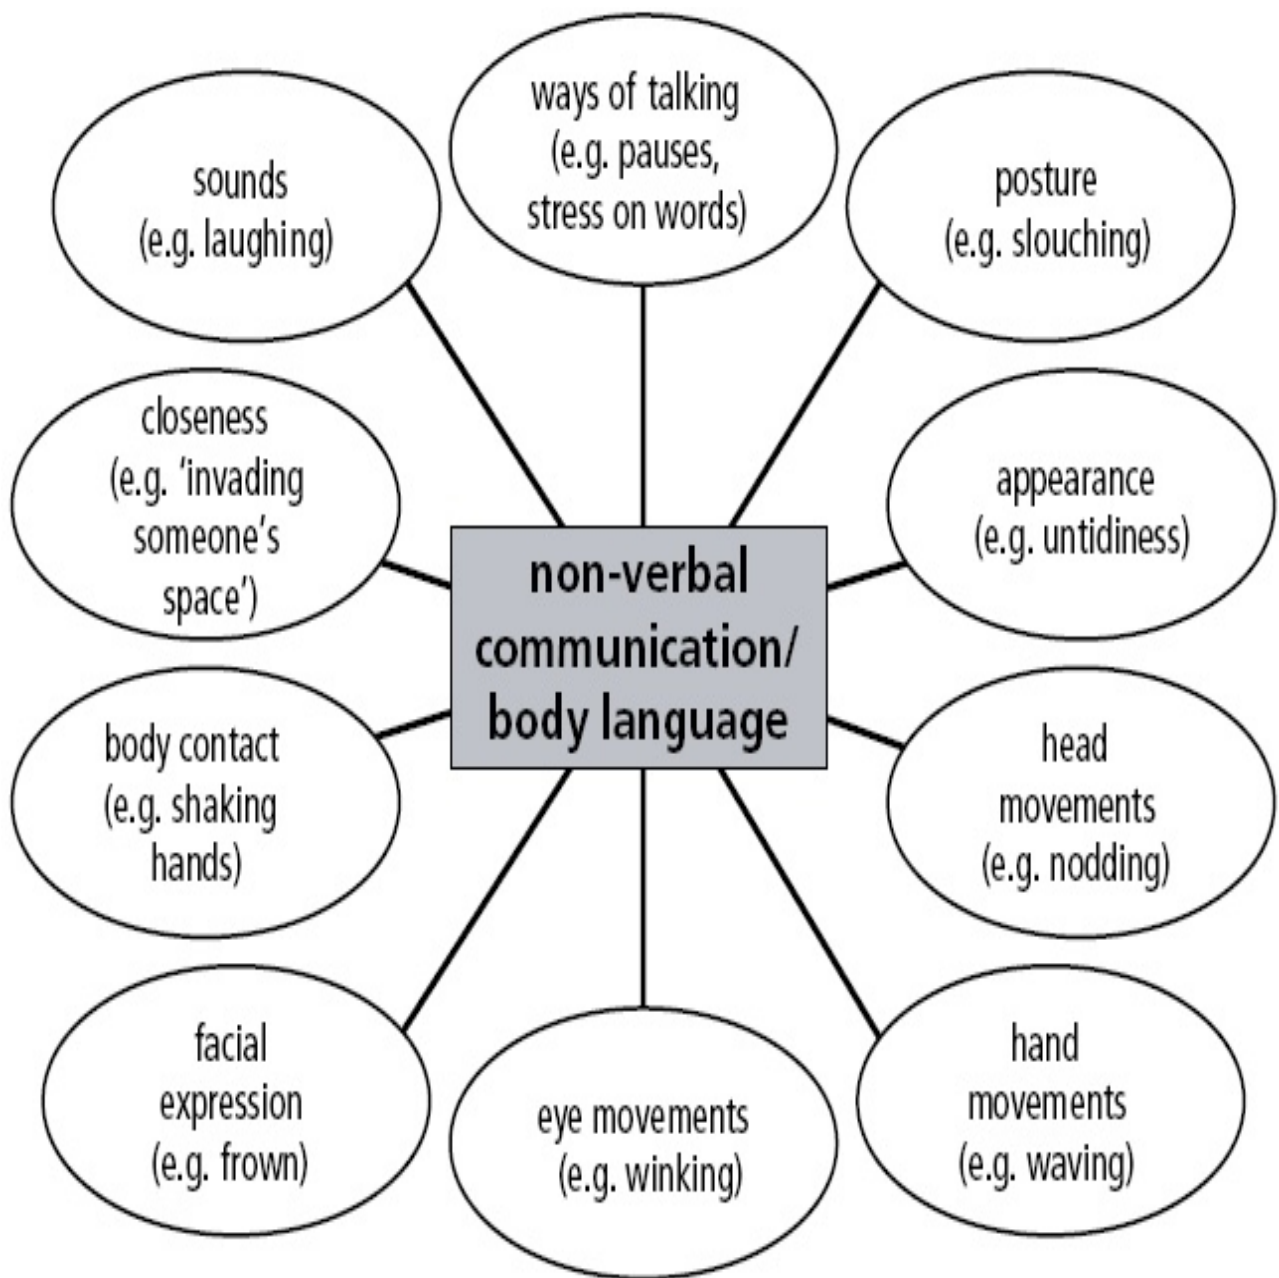 ways of talking
(e.g. pauses,
stress on words)
sounds
(e.g. laughing)
posture
(e.g. slouching)
closeness
(e.g. ‘invading
someone’s
space’)
appearance
(e.g. untidiness)
non-verbal
communication/
body language
body contact
(e.g. shaking
hands)
head
movements
(e.g. nodding)
facial
expression
(e.g. frown)
eye movements
(e.g. winking)
hand
movements
(e.g. waving)